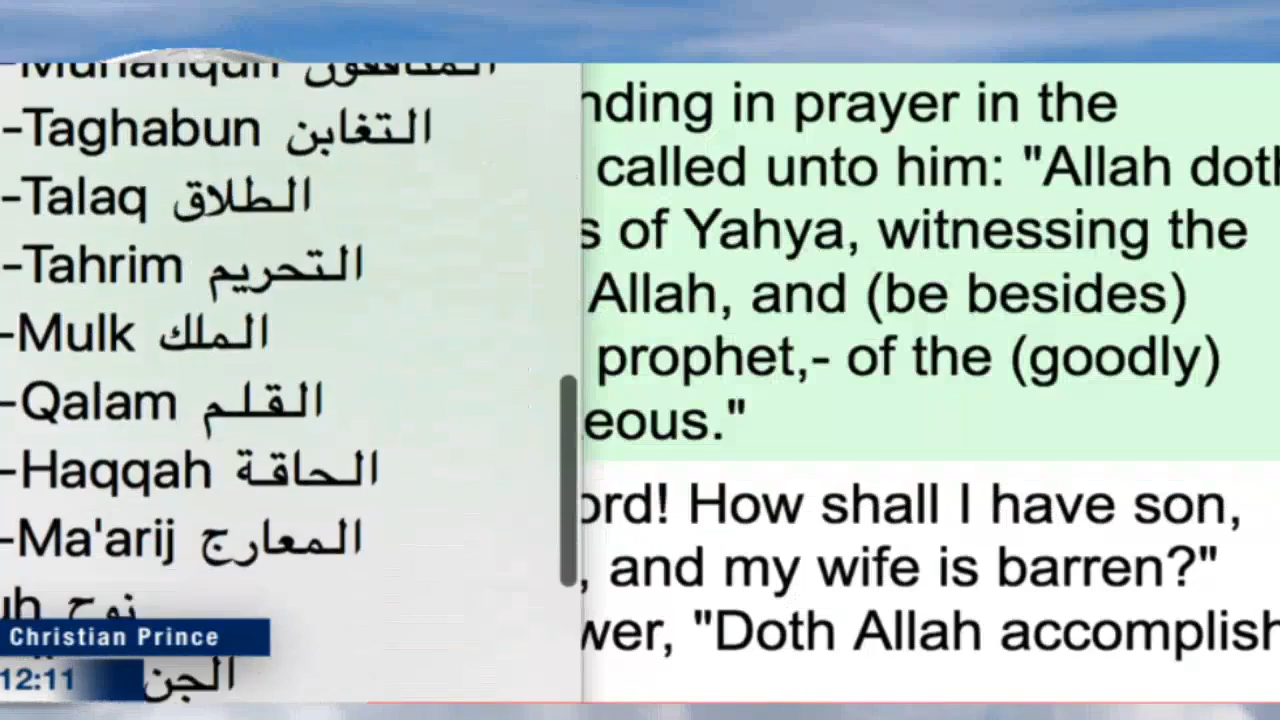 -Taghabun التغابن
-Talaq الطلاق
-Tahrim التحريم
-Mulk الملك
-Qalam القلم
-Haqqah الحاقة
-Ma'arij المعارج
uh نوح
الجن
Christian Prince
12:11
nding in prayer in the
called unto him: "Allah doth
s of Yahya, witnessing the
Allah, and (be besides)
prophet,- of the (goodly)
eous."
ord! How shall I have son,
, and my wife is barren?"
wer, "Doth Allah accomplish